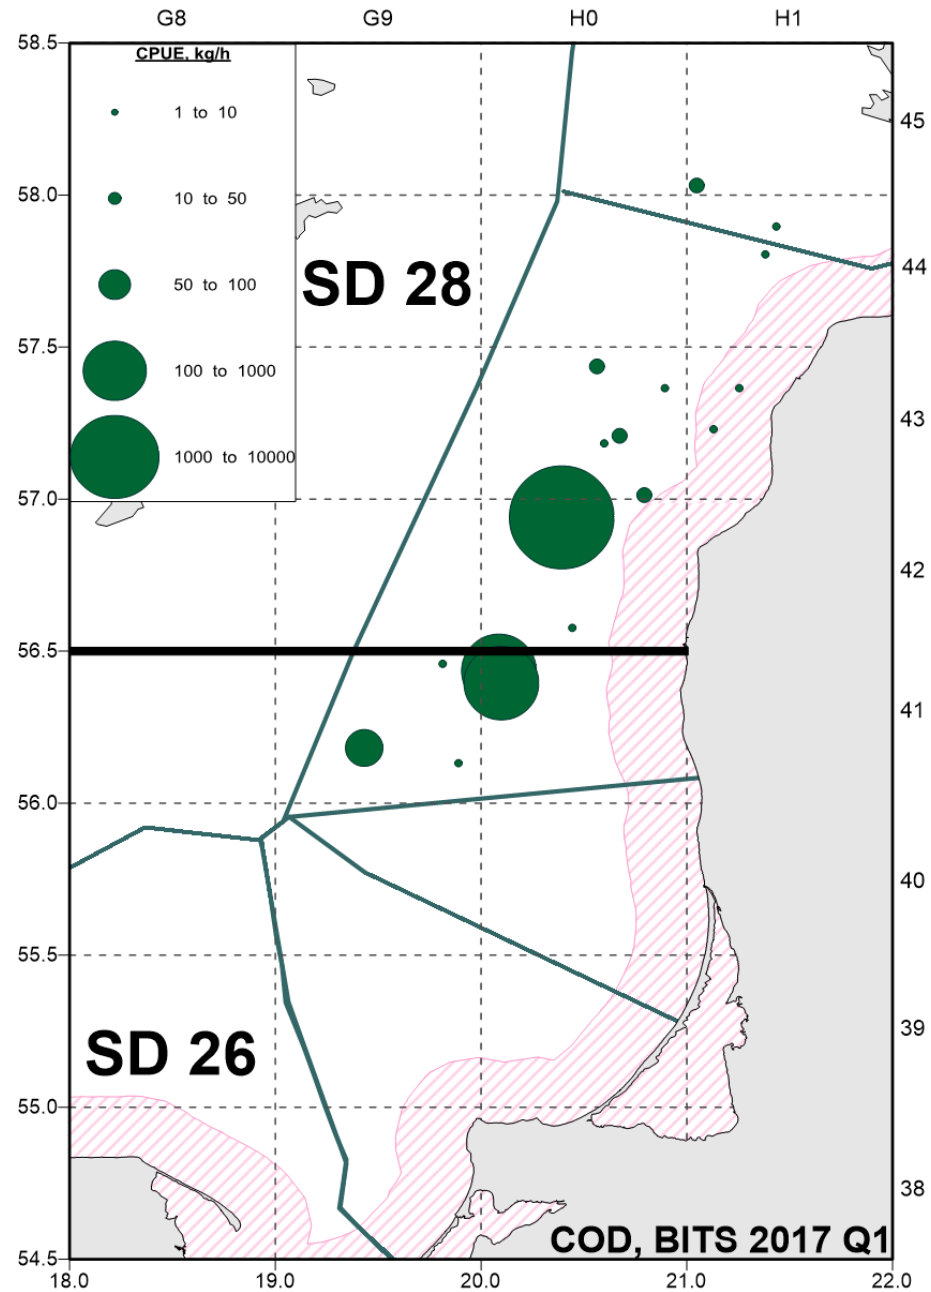 G8 G9 H0 H1
58.5
CPUE, kg/h
1 to 10
45
58.0
10 to 50
44
50 to 100
SD 28
57.5
100 to 1000
43
1000 to 10000
57.0
42
56.5
41
56.0
40
55.5
39
SD 26
55.0
38
COD, BITS 2017 Q1
54.5
18.0 19.0 20.0 21.0 22.0